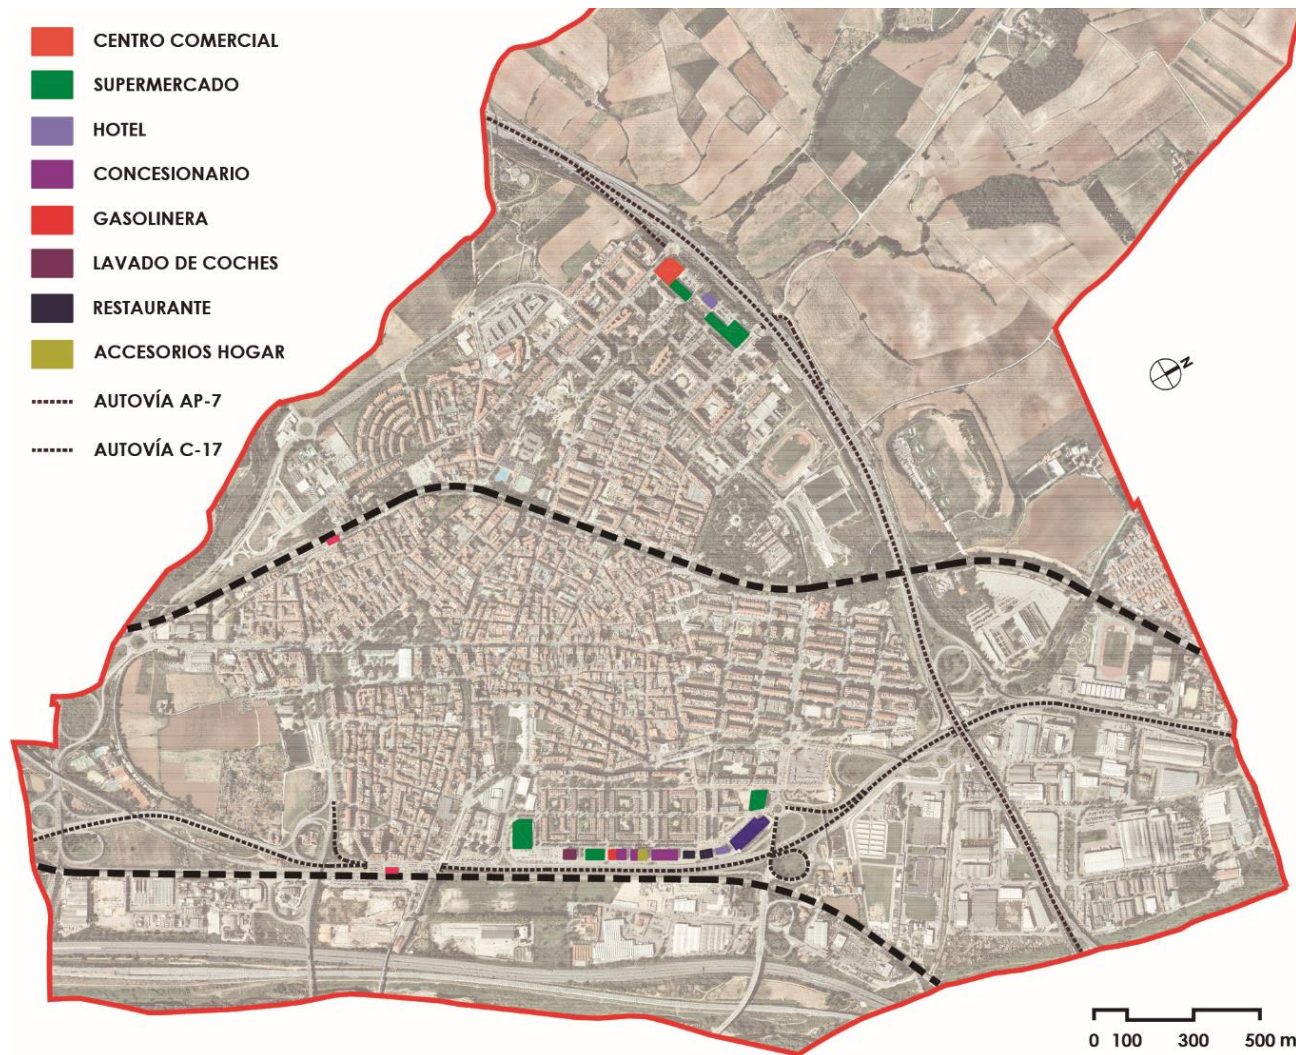 CENTRO COMERCIAL
SUPERMERCADO
HOTEL
CONCESIONARIO
GASOLINERA
LAVADO DE COCHES
RESTAURANTE
ACCESORIOS HOGAR
AUTOVÍA AP-7
AUTOVÍA C-17
N
0 100 300 500 m